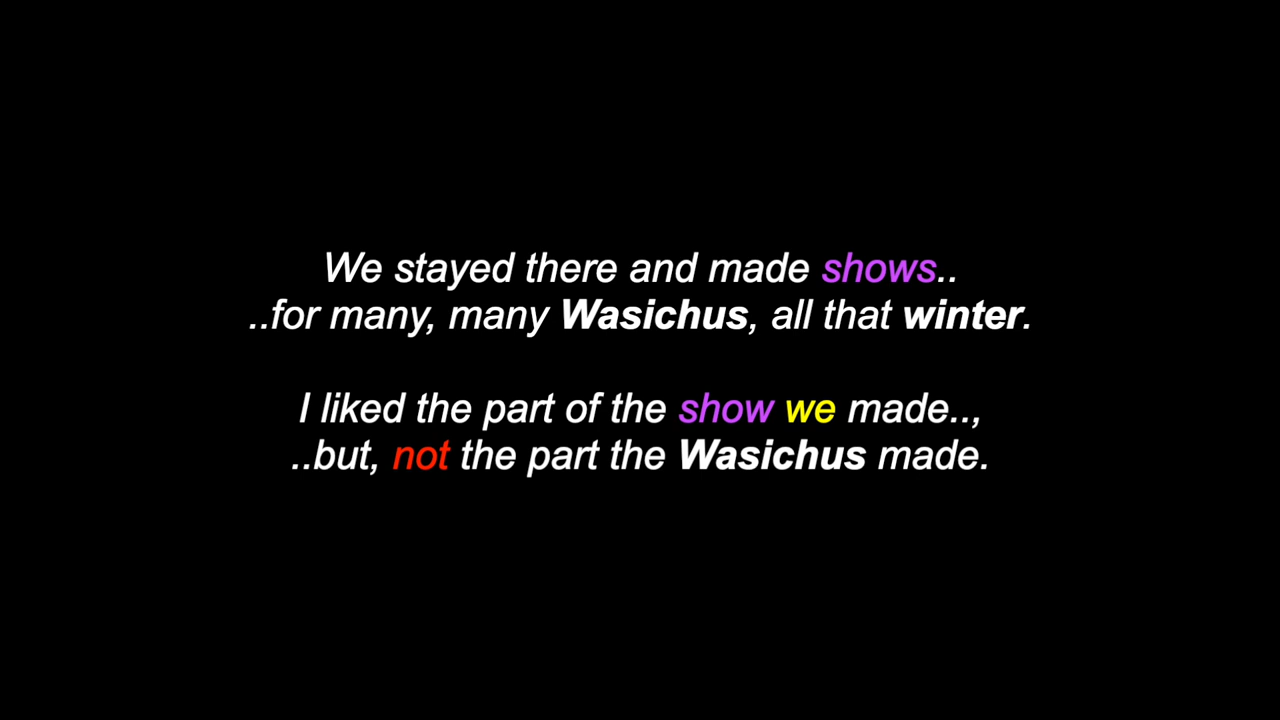 We stayed there and made shows..
..for many, many Wasichus, all that winter.
I liked the part of the show we made..,
..but, not the part the Wasichus made.